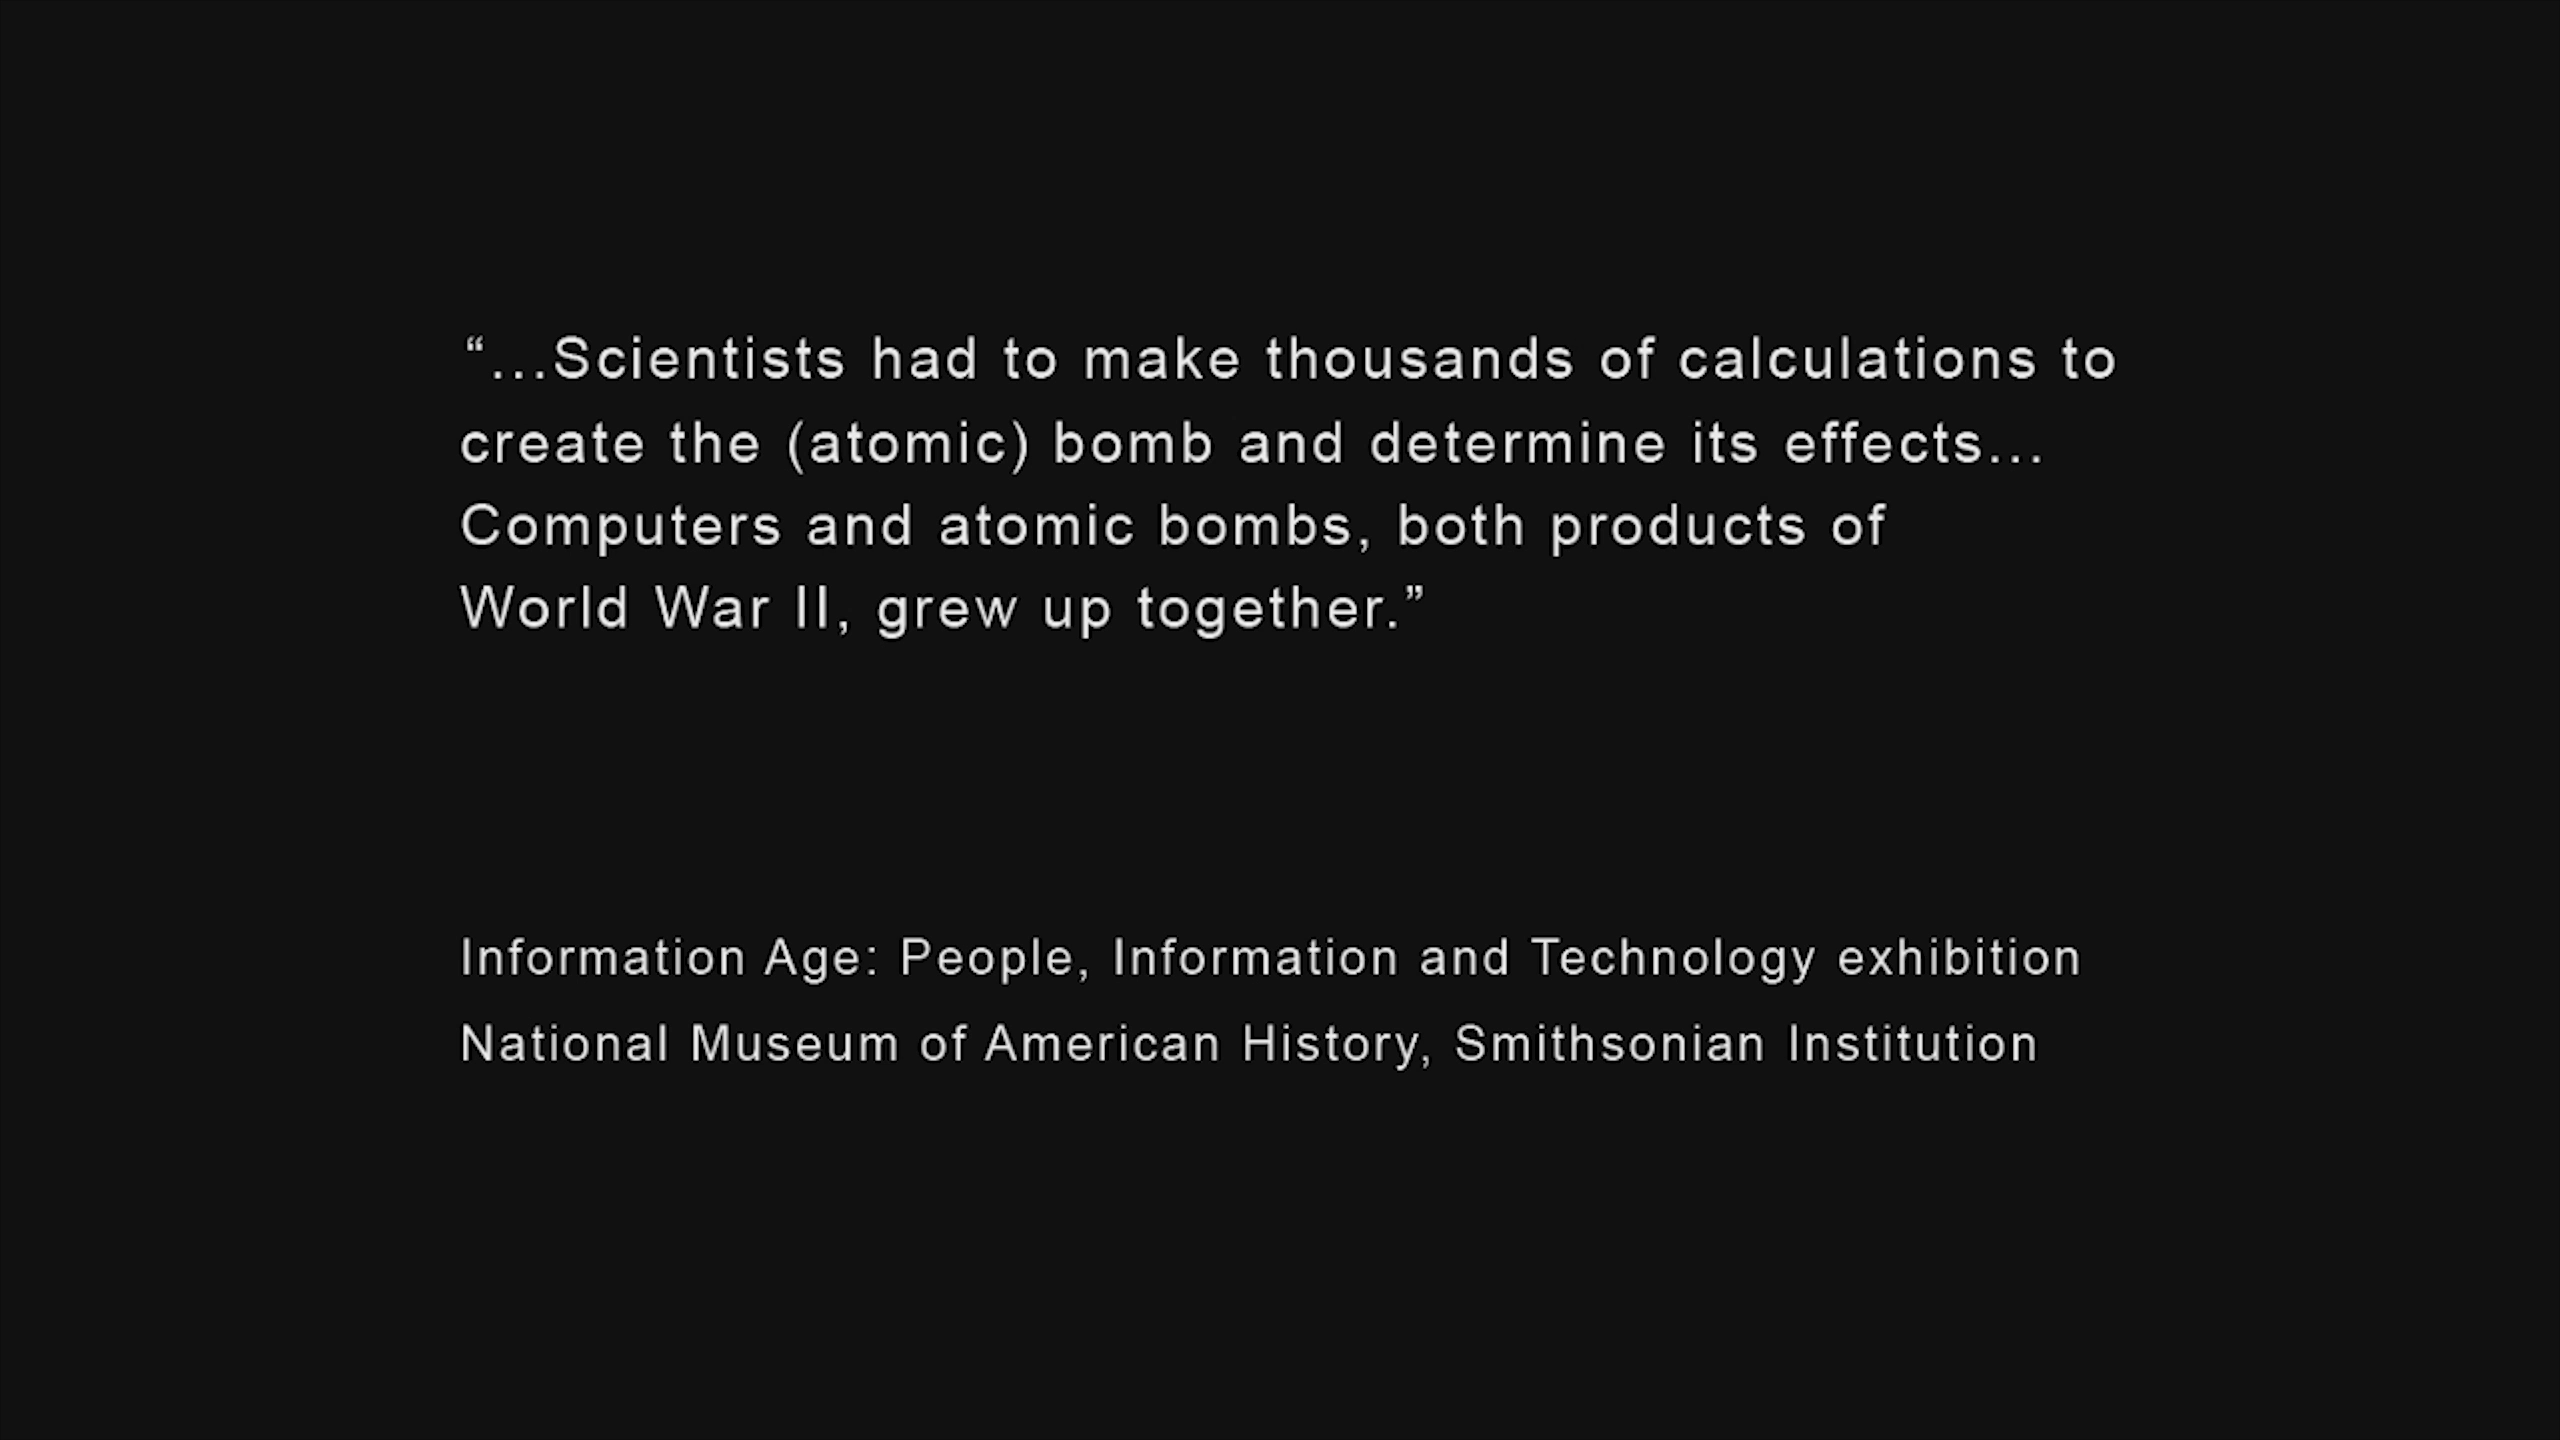 “...Scientists had to make thousands of calculations to
create the (atomic) bomb and determine its effects...
Computers and atomic bombs, both products of
World War II, grew up together.”
Information Age: People, Information and Technology exhibition
National Museum of American History, Smithsonian Institution